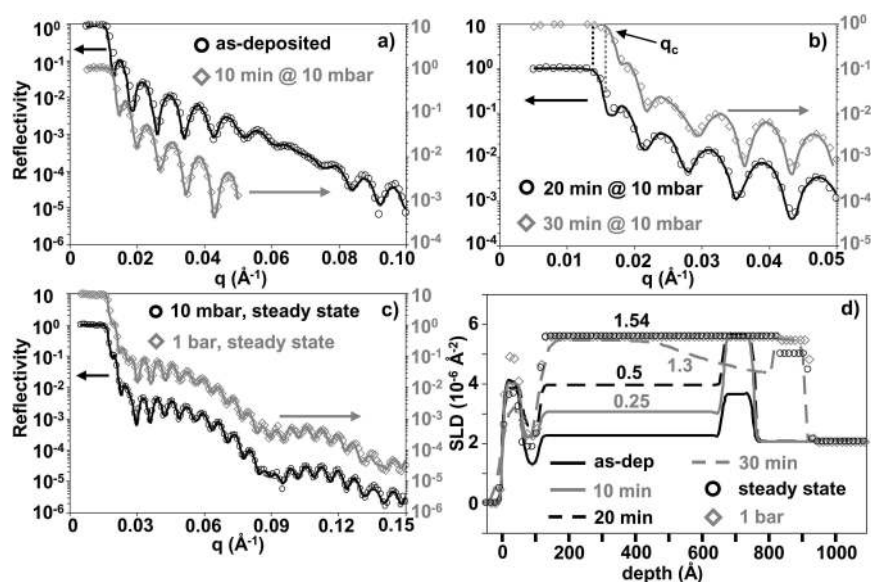 a)
as-deposited
10 min @ 10 mbar
10⁰
10⁻¹
10⁻²
10⁻³
10⁻⁴
10⁻⁵
10⁻⁶
Reflectivity
10
10⁰
10⁻¹
10⁻²
10⁻³
10⁻⁴
0.00 0.02 0.04 0.06 0.08 0.100
q (Å⁻¹)
b)
q_c
20 min @ 10 mbar
30 min @ 10 mbar
10
10⁰
10⁻¹
10⁻²
10⁻³
10⁻⁴
10⁰
10⁻¹
10⁻²
10⁻³
10⁻⁴
10⁻⁵
0.00 0.01 0.02 0.03 0.04 0.05
q (Å⁻¹)
c)
10 mbar, steady state
1 bar, steady state
10
10⁰
10⁻¹
10⁻²
10⁻³
10⁻⁴
10⁻⁵
10⁻⁶
Reflectivity
10
10⁰
10⁻¹
10⁻²
10⁻³
10⁻⁴
10⁻⁵
10⁻⁶
0.03 0.06 0.09 0.12 0.15
q (Å⁻¹)
d)
1.54
1.3
0.5
0.25
6
4
2
0
SLD (10⁻⁶ Å⁻²)
as-dep
10 min
20 min
30 min
steady state
1 bar
0 200 400 600 800 1000
depth (Å)